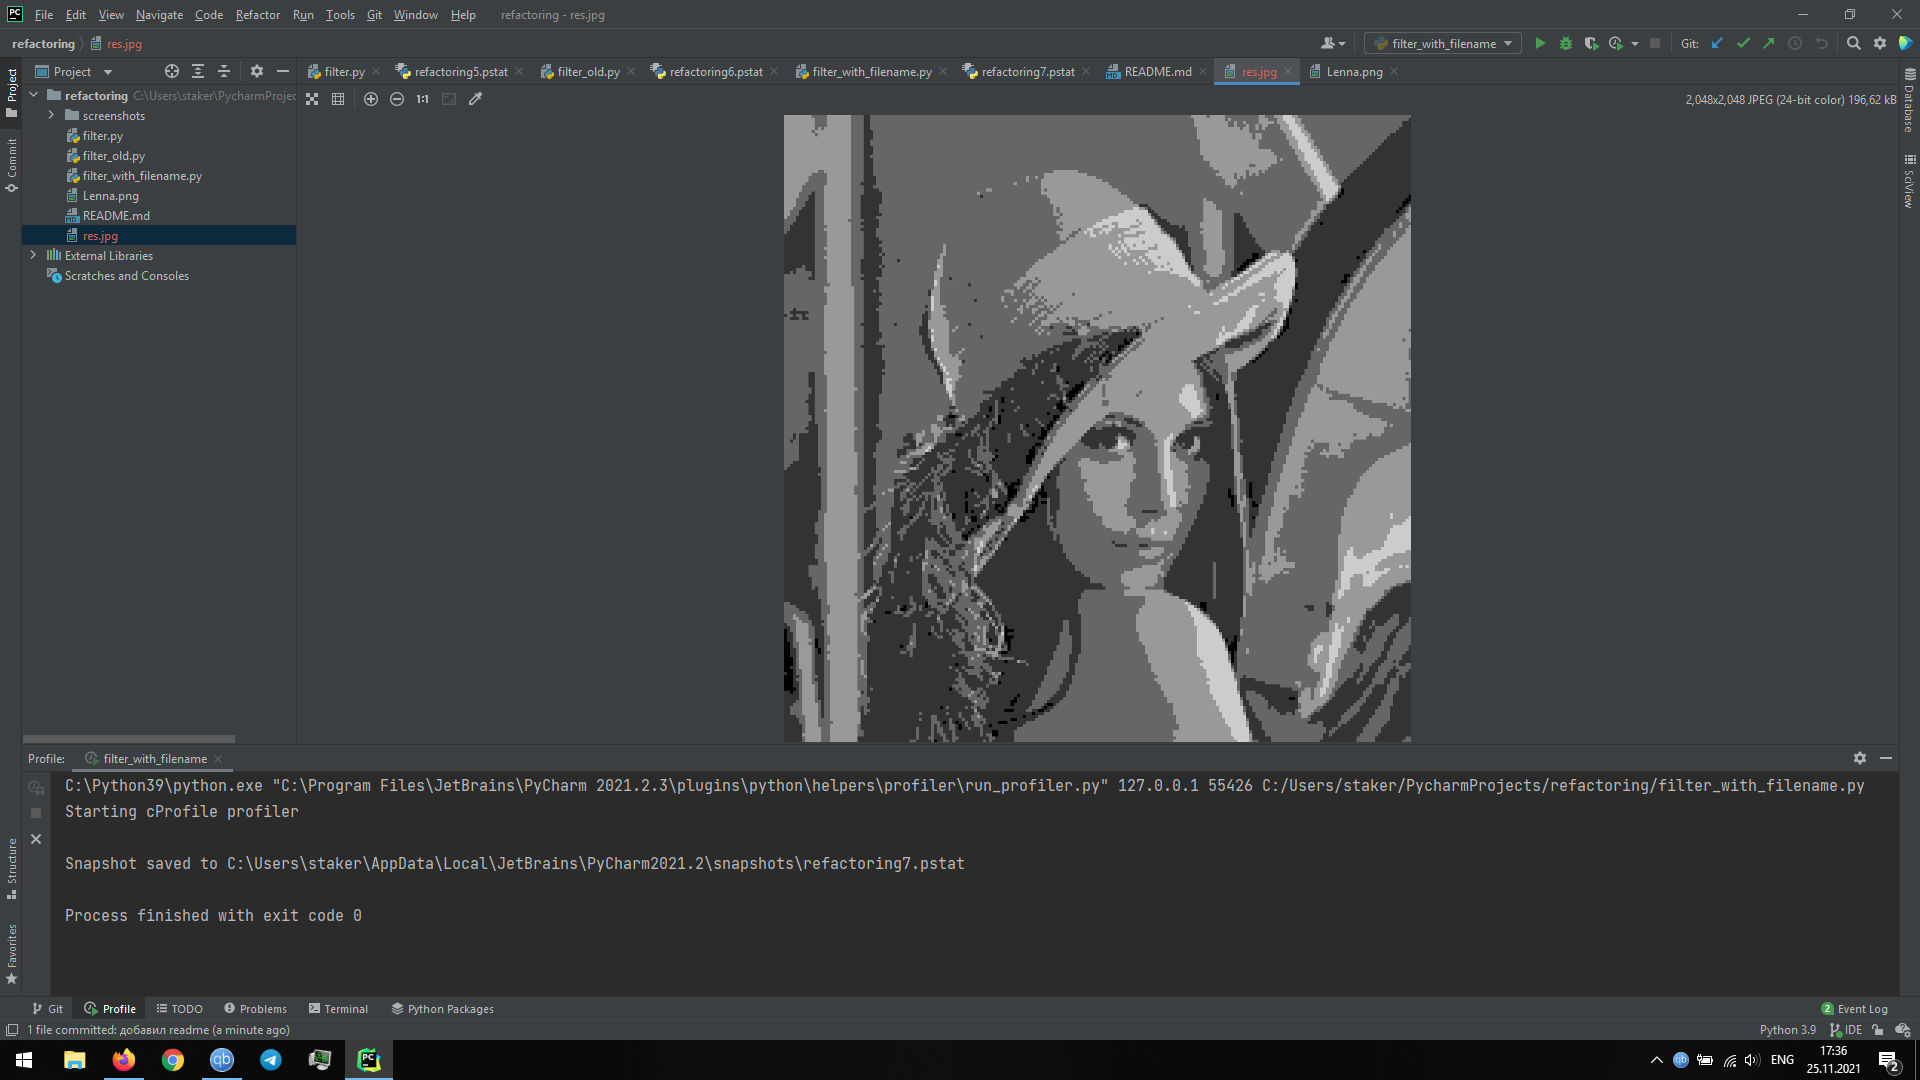 PC File Edit View Navigate Code Refactor Run Tools Git Window Help refactoring - res.jpg
refactoring res.jpg filter_with_filename Git:
Project filter.py refactoring5.pstat filter_old.py refactoring6.pstat filter_with_filename.py refactoring7.pstat README.md res.jpg Lenna.png
1:1 2,048x2,048 JPEG (24-bit color) 196,62 kB
refactoring C:\Users\staker\PycharmProjec
screenshots
filter.py
filter_old.py
filter_with_filename.py
Lenna.png
README.md
res.jpg
External Libraries
Scratches and Consoles
Project
Commit
Structure
Favorites
Database
SciView
Profile: filter_with_filename
C:\Python39\python.exe "C:\Program Files\JetBrains\PyCharm 2021.2.3\plugins\python\helpers\profiler\run_profiler.py" 127.0.0.1 55426 C:/Users/staker/PycharmProjects/refactoring/filter_with_filename.py
Starting cProfile profiler
Snapshot saved to C:\Users\staker\AppData\Local\JetBrains\PyCharm2021.2\snapshots\refactoring7.pstat
Process finished with exit code 0
Git Profile TODO Problems Terminal Python Packages 2 Event Log
1 file committed: добавил readme (a minute ago) Python 3.9 IDE
qb PC qb ENG 17:36
25.11.2021 2